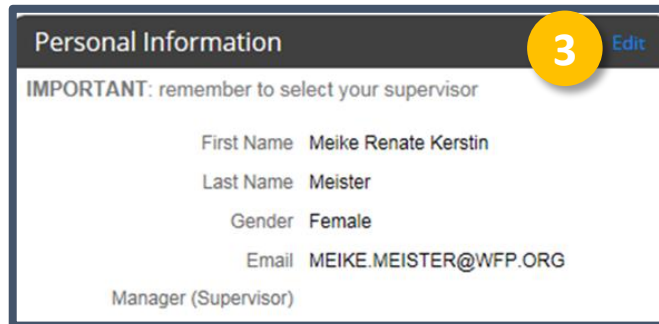 Personal Information 3 Edit
IMPORTANT: remember to select your supervisor
First Name Meike Renate Kerstin
Last Name Meister
Gender Female
Email MEIKE.MEISTER@WFP.ORG
Manager (Supervisor)